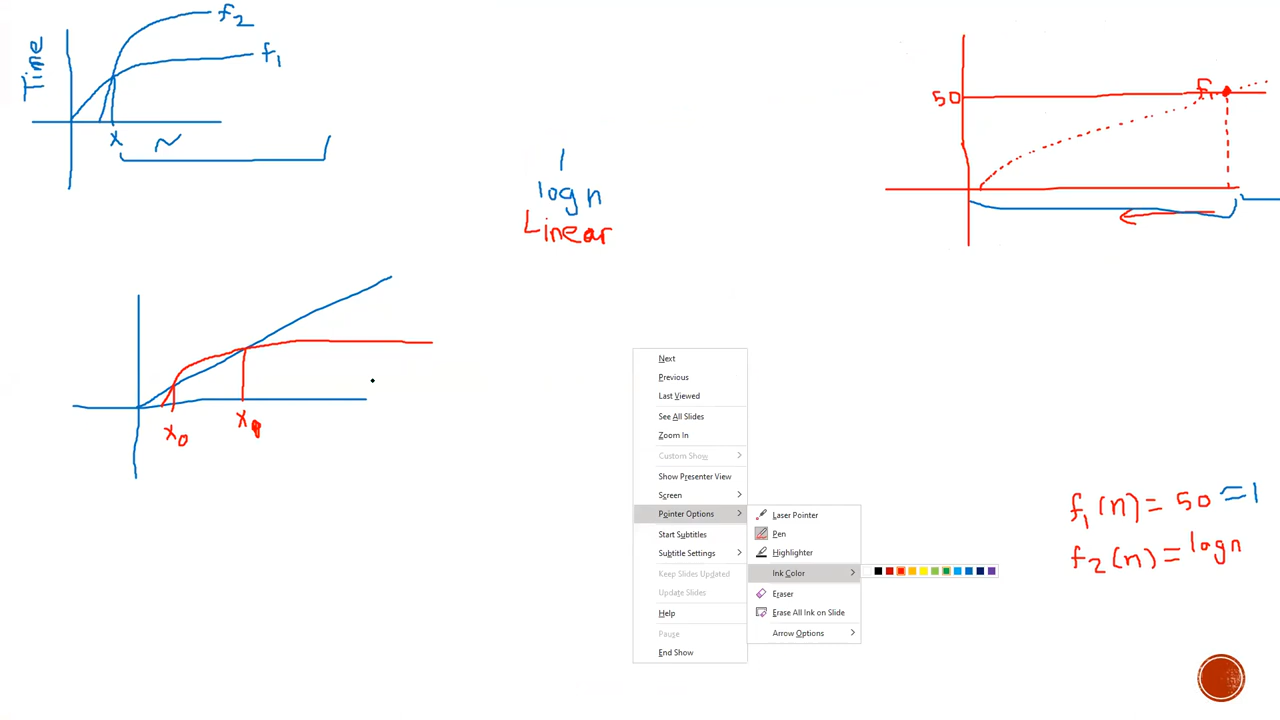 Time
f2
f1
x
N
1
log n
Linear
50
f1
x0
x0
Next
Previous
Last Viewed
See All Slides
Zoom In
Custom Show
Show Presenter View
Screen
Pointer Options
Start Subtitles
Subtitle Settings
Keep Slides Updated
Update Slides
Help
Pause
End Show
Laser Pointer
Pen
Highlighter
Ink Color
Eraser
Erase All Ink on Slide
Arrow Options
f1(n) = 50 = 1
f2(n) = log n